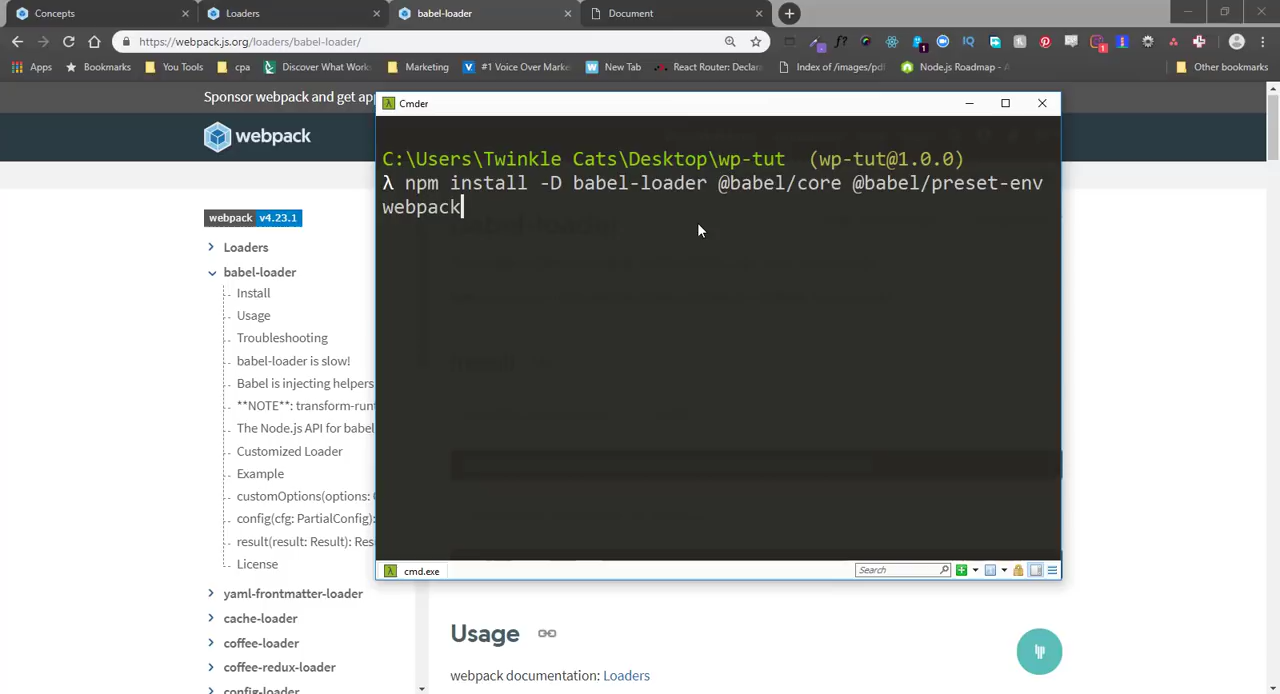 Concepts
Loaders
babel-loader
Document
https://webpack.js.org/loaders/babel-loader/
Apps
Bookmarks
You Tools
cpa
Discover What Work
Marketing
#1 Voice Over Marke
New Tab
React Router: Decla
Index of /images/pdf
Node.js Roadmap - A
Other bookmarks
Sponsor webpack and get ap
webpack
Cmder
C:\Users\Twinkle Cats\Desktop\wp-tut (wp-tut@1.0.0)
λ npm install -D babel-loader @babel/core @babel/preset-env
webpack
webpack v4.23.1
Loaders
babel-loader
Install
Usage
Troubleshooting
babel-loader is slow!
Babel is injecting helpers
**NOTE**: transform-run
The Node.js API for babel
Customized Loader
Example
customOptions(options:
config(cfg: PartialConfig):
result(result: Result): Res
License
yaml-frontmatter-loader
cache-loader
coffee-loader
coffee-redux-loader
config-loader
cmd.exe
Search
Usage
webpack documentation: Loaders